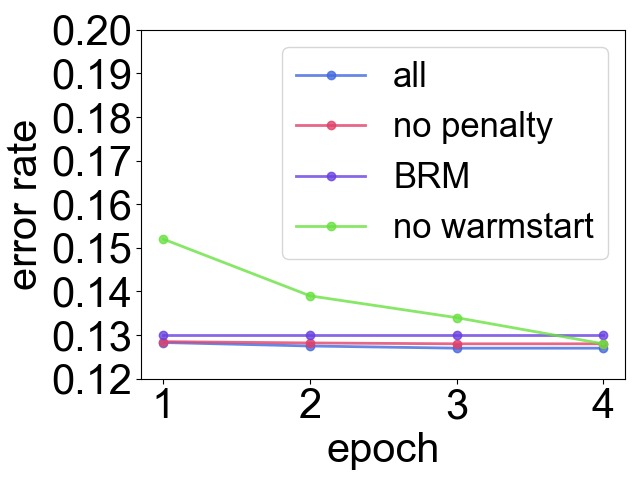 0.20
0.19
0.18
0.17
0.16
0.15
0.14
0.13
0.12
error rate
all
no penalty
BRM
no warmstart
1 2 3 4
epoch